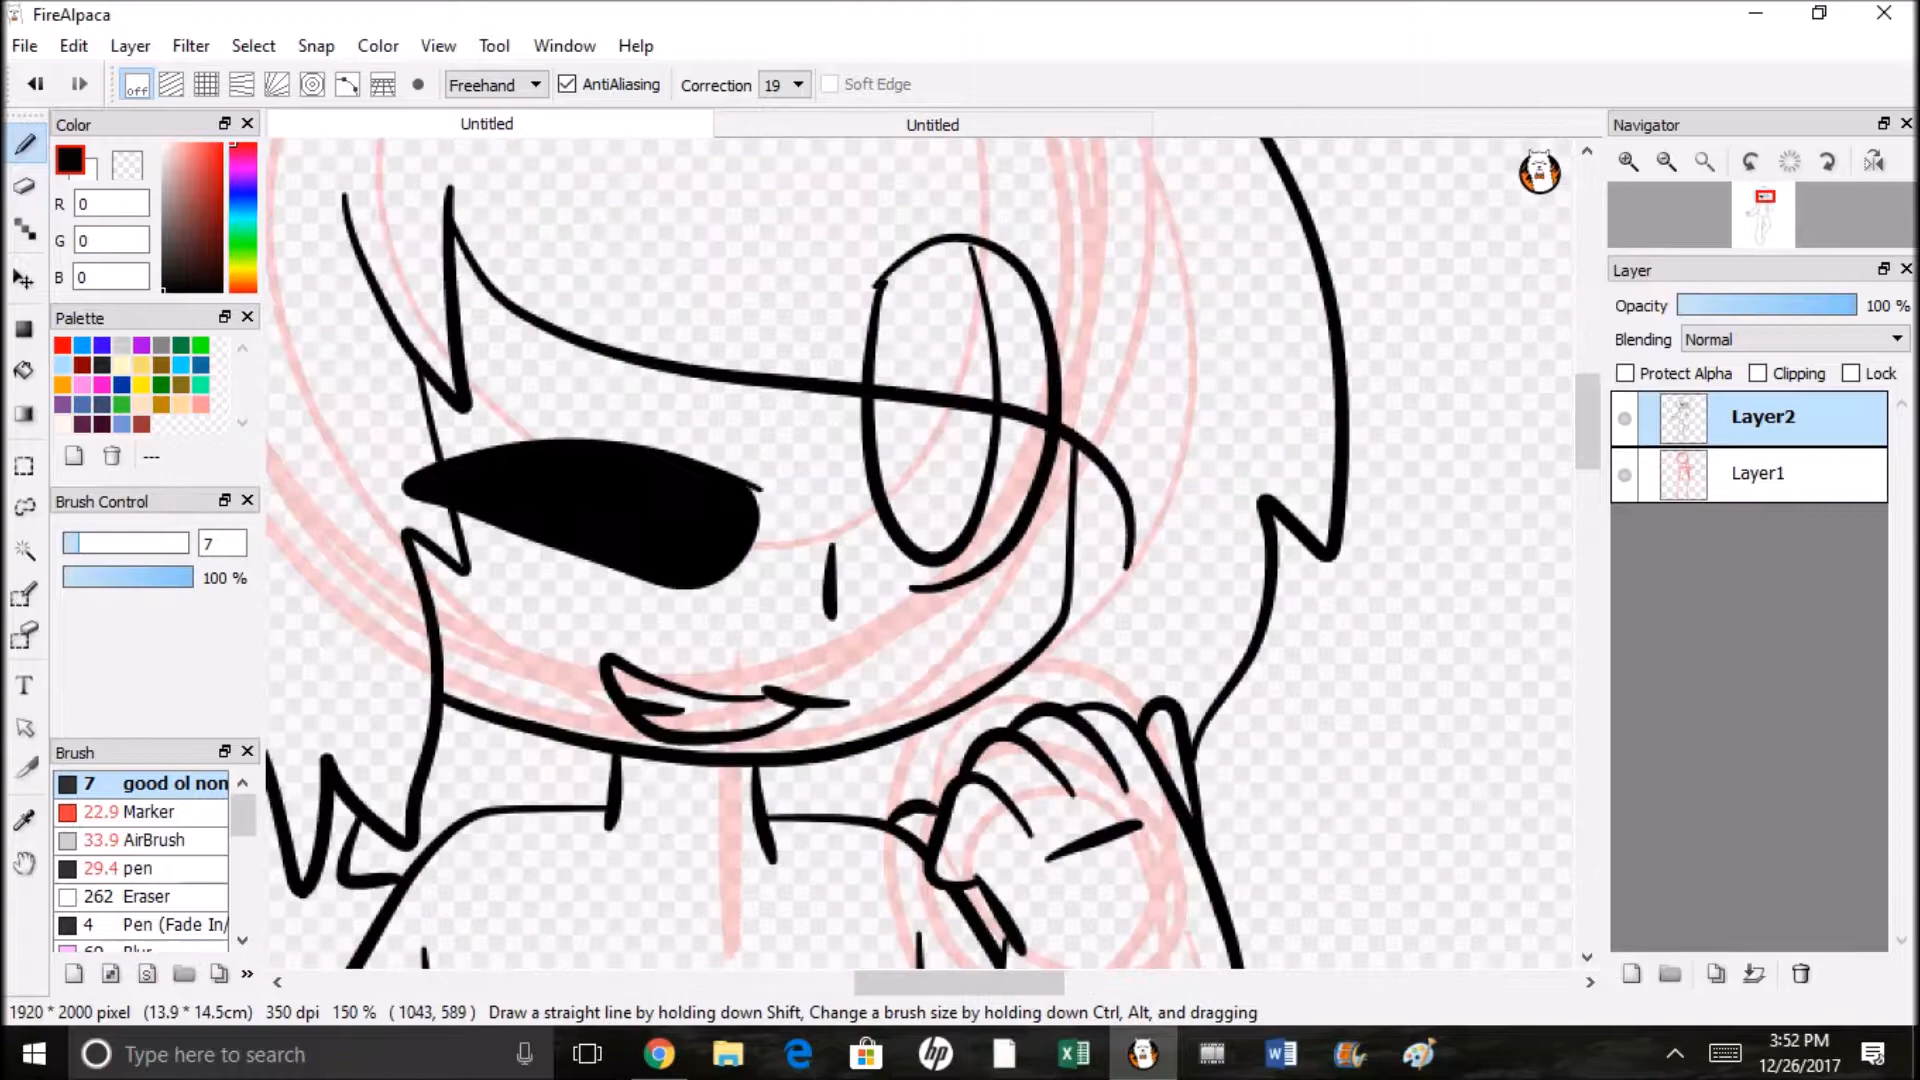 FireAlpaca
File Edit Layer Filter Select Snap Color View Tool Window Help
off Freehand AntiAliasing Correction 19 Soft Edge
Color
Untitled
Untitled
Navigator
R 0
G 0
B 0
Layer
Opacity 100 %
Palette
Blending Normal
Protect Alpha Clipping Lock
Layer2
--- 
Layer1
Brush Control
7
100 %
T
Brush
7 good ol non
22.9 Marker
33.9 AirBrush
29.4 pen
262 Eraser
4 Pen (Fade In/
S
1920 * 2000 pixel (13.9 * 14.5cm) 350 dpi 150 % ( 1043, 589 ) Draw a straight line by holding down Shift, Change a brush size by holding down Ctrl, Alt, and dragging
Type here to search
3:52 PM
12/26/2017